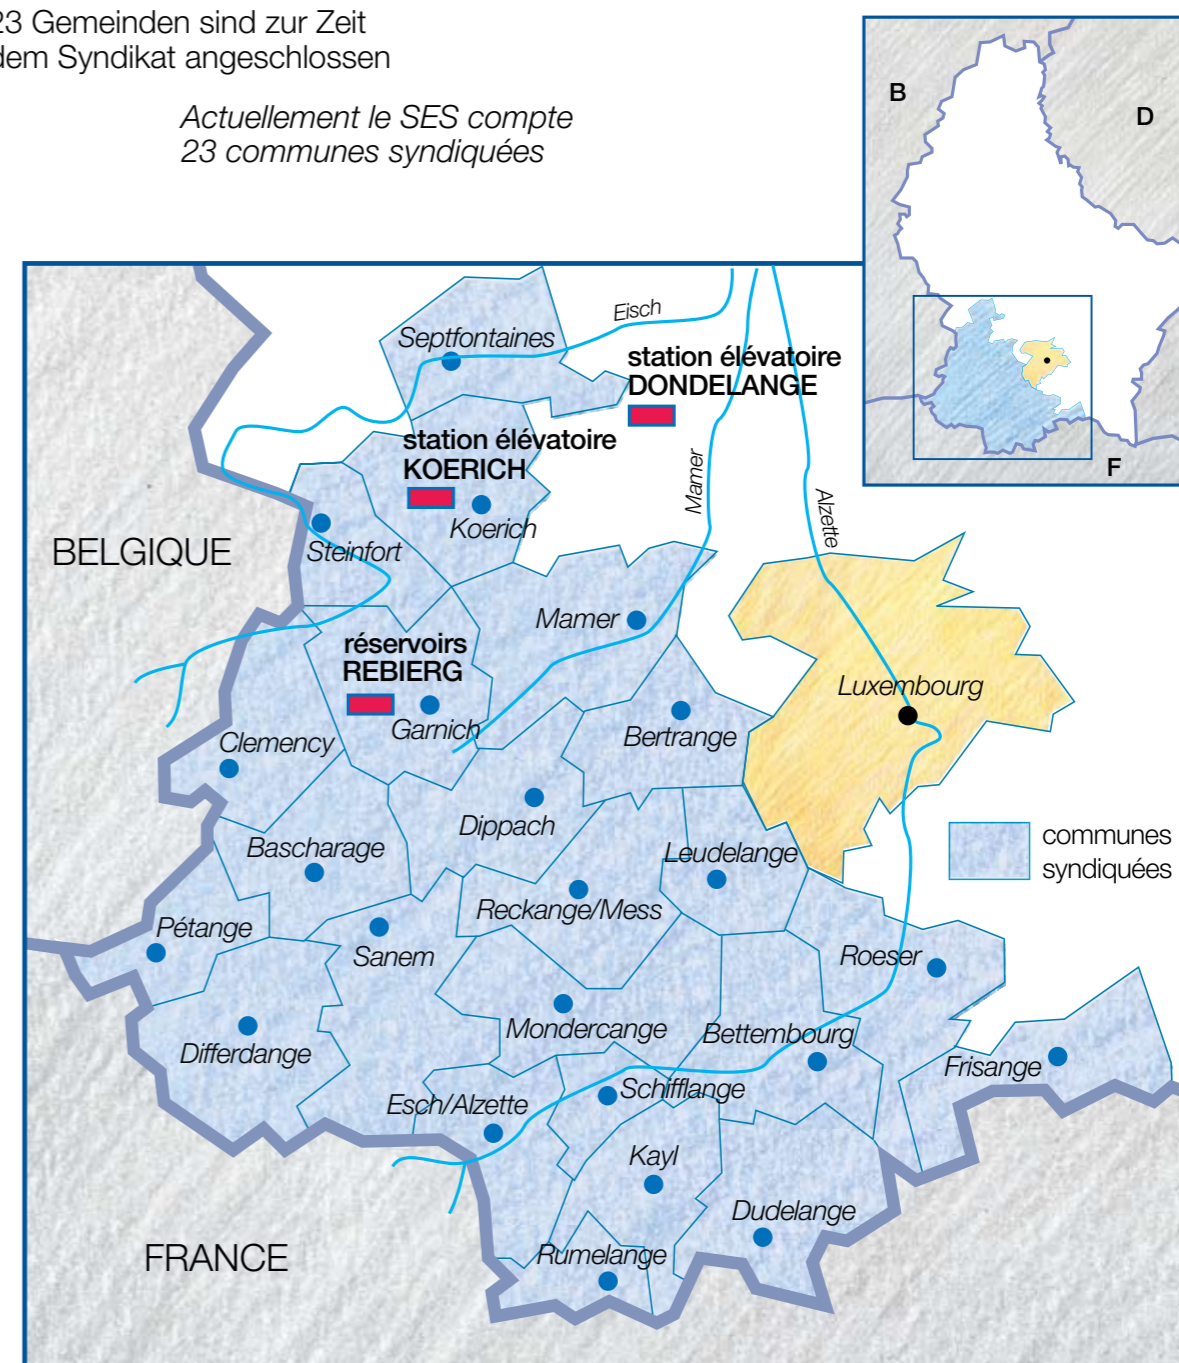 23 Gemeinden sind zur Zeit
dem Syndikat angeschlossen
Actuellement le SES compte
23 communes syndiquées
B
D
F
Eisch
Septfontaines
station élévatoire
DONDELANGE
station élévatoire
KOERICH
Koerich
Mamer
Alzette
BELGIQUE
Steinfort
Mamer
réservoirs
REBIERG
Garnich
Luxembourg
Bertrange
Clemency
Dippach
communes
syndiquées
Bascharage
Leudelange
Reckange/Mess
Pétange
Sanem
Roeser
Mondercange
Bettembourg
Differdange
Frisange
Schifflange
Esch/Alzette
Kayl
Dudelange
FRANCE
Rumelange